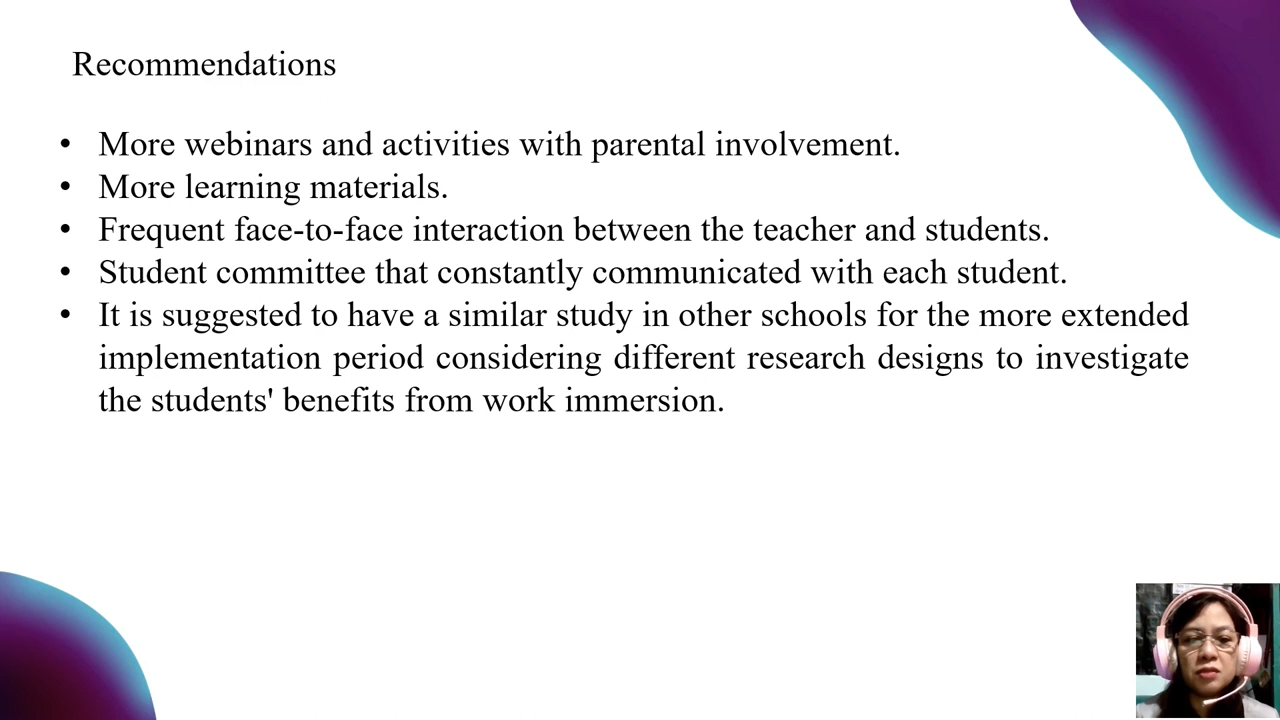 Recommendations
• More webinars and activities with parental involvement.
• More learning materials.
• Frequent face-to-face interaction between the teacher and students.
• Student committee that constantly communicated with each student.
• It is suggested to have a similar study in other schools for the more extended
implementation period considering different research designs to investigate
the students' benefits from work immersion.